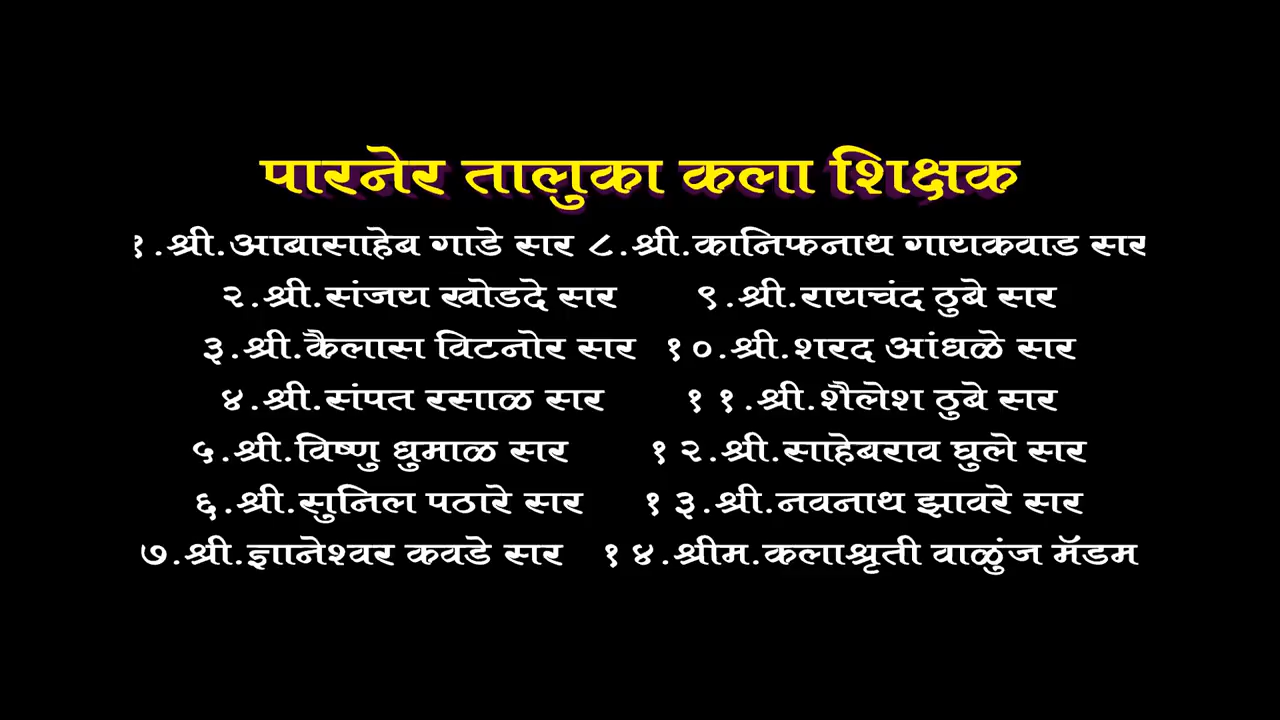 पारनेर तालुका कला शिक्षक
१.श्री.आबासाहेब गाडे सर ८.श्री.कानिफनाथ गायकवाड सर
२.श्री.संजय खोडदे सर ९.श्री.रायचंद ठुबे सर
३.श्री.कैलास विटनोर सर १०.श्री.शरद आंधळे सर
४.श्री.संपत रसाळ सर ११.श्री.शैलेश ठुबे सर
५.श्री.विष्णु धुमाळ सर १२.श्री.साहेबराव घुले सर
६.श्री.सुनिल पठारे सर १३.श्री.नवनाथ झावरे सर
७.श्री.ज्ञानेश्वर कवडे सर १४.श्रीम.कलाश्रृती वाळुंज मॅडम